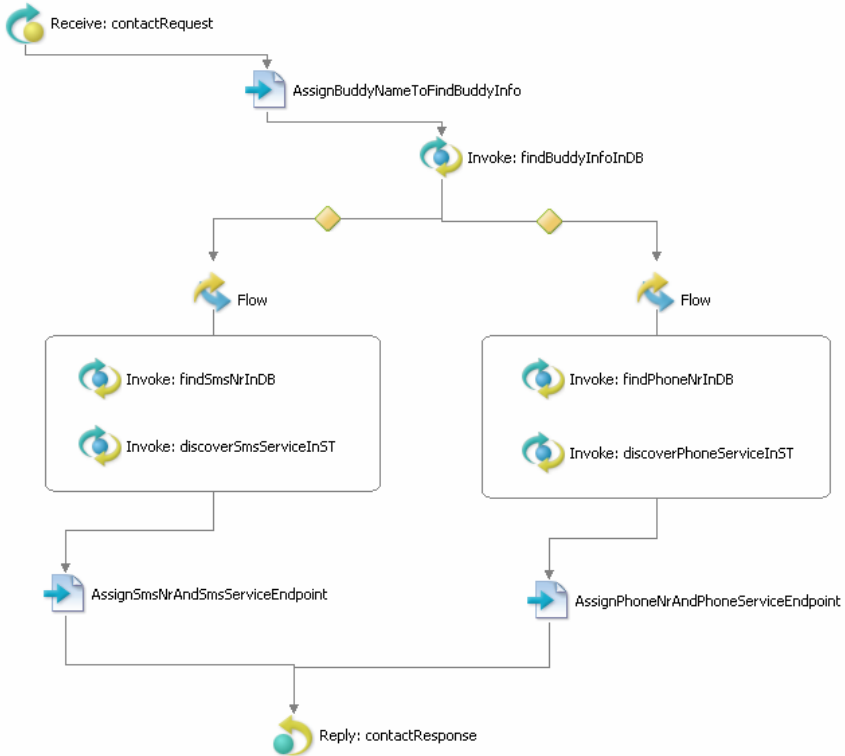 Receive: contactRequest
AssignBuddyNameToFindBuddyInfo
Invoke: findBuddyInfoInDB
Flow
Flow
Invoke: findSmsNrInDB
Invoke: findPhoneNrInDB
Invoke: discoverSmsServiceInST
Invoke: discoverPhoneServiceInST
AssignSmsNrAndSmsServiceEndpoint
AssignPhoneNrAndPhoneServiceEndpoint
Reply: contactResponse